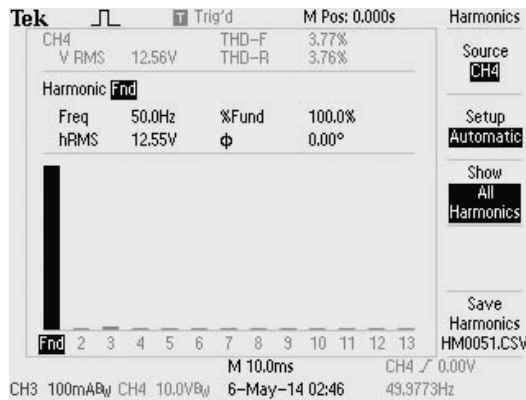 Tek T Trig'd M Pos: 0.000s Harmonics
CH4 THD-F 3.77%
V RMS 12.56V THD-R 3.76%
Source
CH4
Harmonic Fnd
Freq 50.0Hz %Fund 100.0%
hRMS 12.55V Φ 0.00°
Setup
Automatic
Show
All
Harmonics
Save
Harmonics
HM0051.CSV
Fnd 2 3 4 5 6 7 8 9 10 11 12 13
M 10.0ms CH4 / 0.00V
CH3 100mABw CH4 10.0VBw 6-May-14 02:46 49.9773Hz